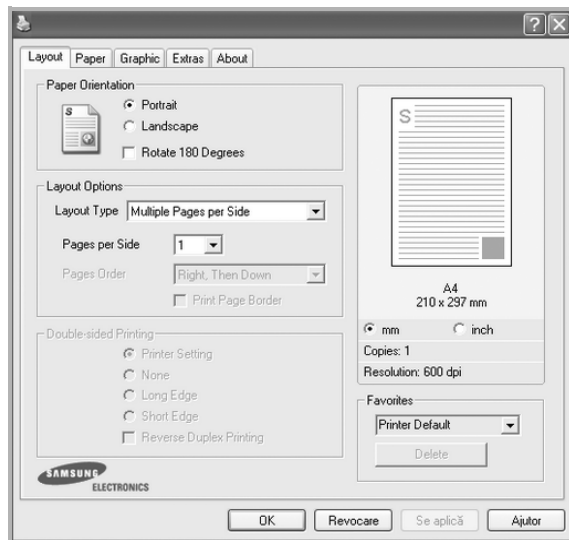 Layout Paper Graphic Extras About
Paper Orientation
S
Portrait
Landscape
Rotate 180 Degrees
Layout Options
Layout Type Multiple Pages per Side
Pages per Side 1
Pages Order Right, Then Down
Print Page Border
Double-sided Printing
Printer Setting
None
Long Edge
Short Edge
Reverse Duplex Printing
SAMSUNG
ELECTRONICS
S
A4
210 x 297 mm
mm inch
Copies: 1
Resolution: 600 dpi
Favorites
Printer Default
Delete
OK Revocare Se aplică Ajutor